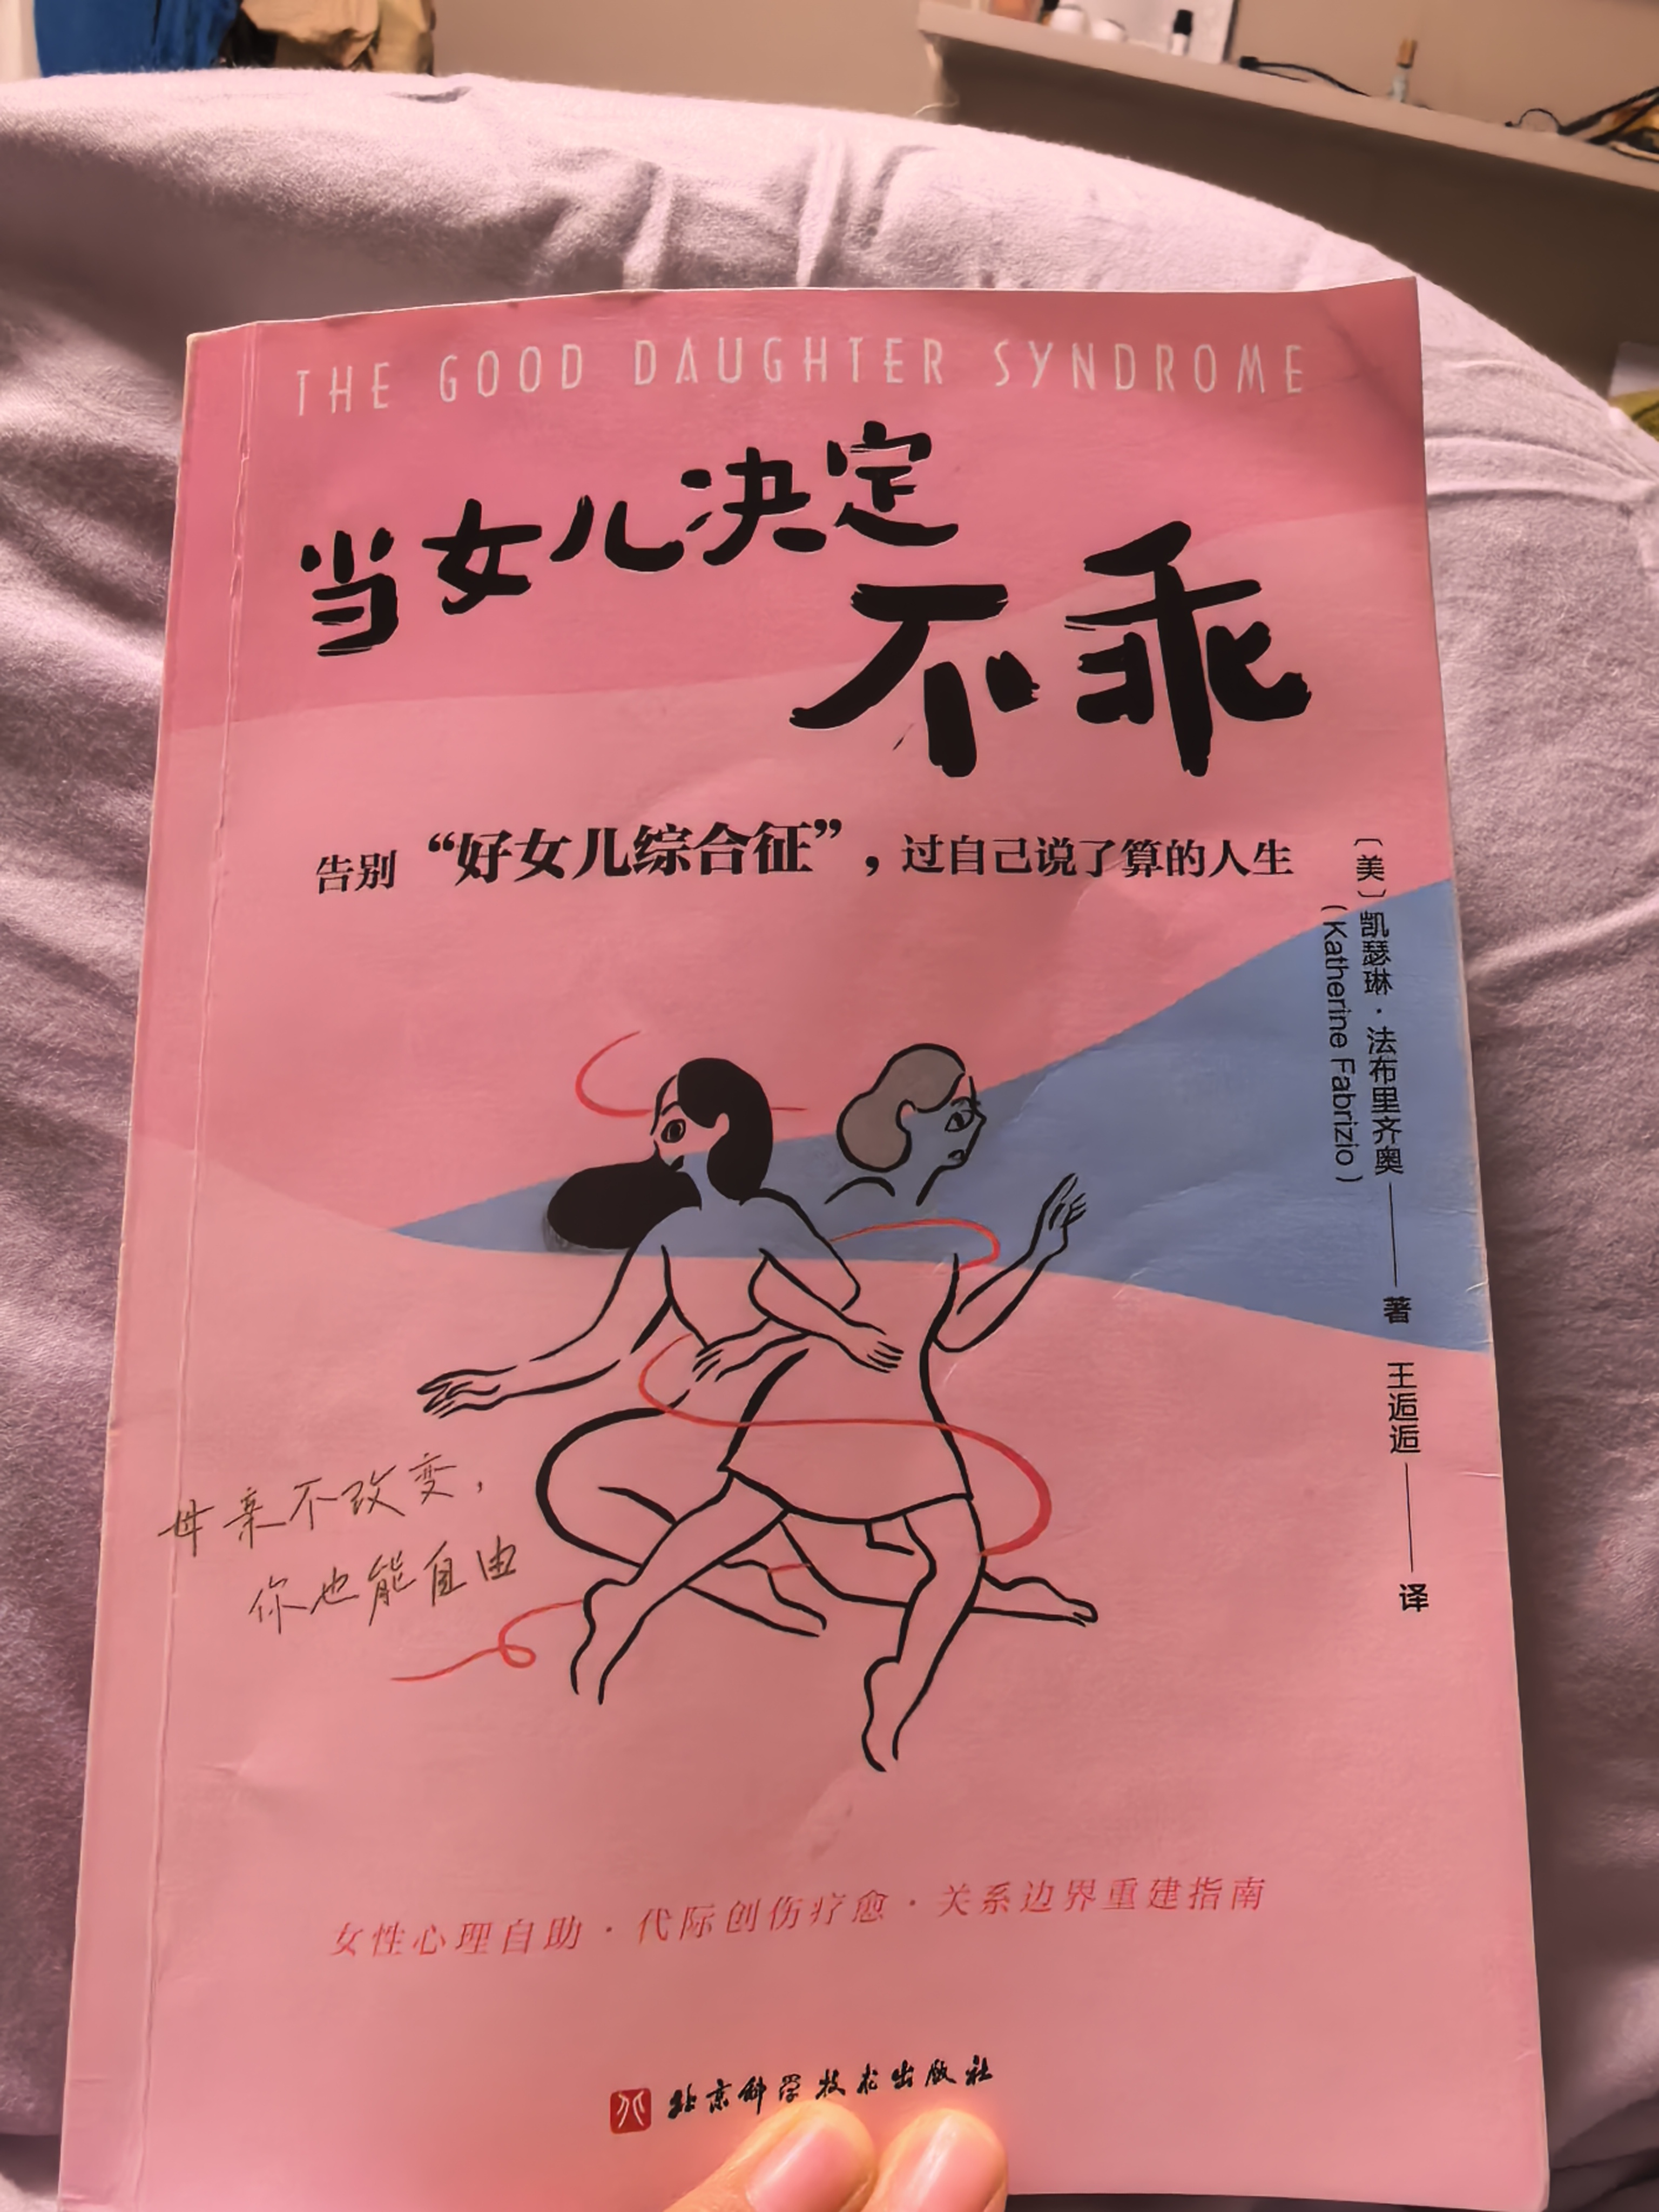 THE GOOD DAUGHTER SYNDROME
当女儿决定
不乖
告别“好女儿综合征”，过自己说了算的人生
〔美〕凯瑟琳·法布里齐奥——著 王逅逅——译
（Katherine Fabrizio）
母亲不改变，
你也能自由
女性心理自助·代际创伤疗愈·关系边界重建指南
北京科学技术出版社